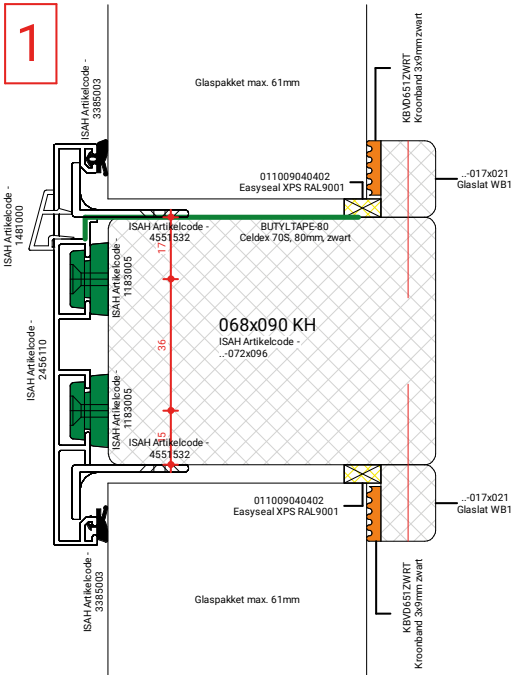 1
ISAH Artikelcode -
3385003
Glaspakket max. 61mm
KBVD651ZWRT
Kroonband 3x9mm zwart
ISAH Artikelcode -
1481000
011009040402
Easyseal XPS RAL9001
..-017x021
Glaslat WB1
ISAH Artikelcode -
4551532
BUTYLTAPE-80
Celdex 70S, 80mm, zwart
17
ISAH Artikelcode -
1183005
068x090 KH
ISAH Artikelcode -
..-072x096
36
ISAH Artikelcode -
2456110
ISAH Artikelcode -
1183005
ISAH Artikelcode -
4551532
011009040402
Easyseal XPS RAL9001
..-017x021
Glaslat WB1
ISAH Artikelcode -
3385003
Glaspakket max. 61mm
KBVD651ZWRT
Kroonband 3x9mm zwart